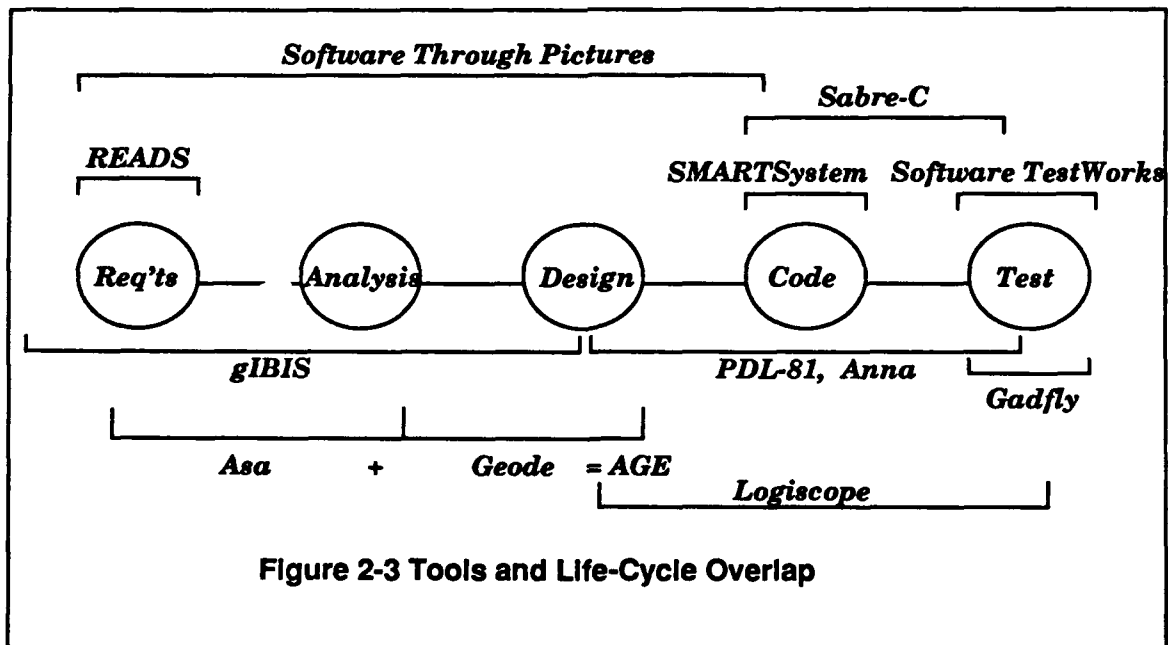 Software Through Pictures
Sabre-C
READS
SMARTSystem
Software TestWorks
Req'ts
Analysis
Design
Code
Test
gIBIS
PDL-81, Anna
Gadfly
Asa + Geode = AGE
Logiscope
Figure 2-3 Tools and Life-Cycle Overlap